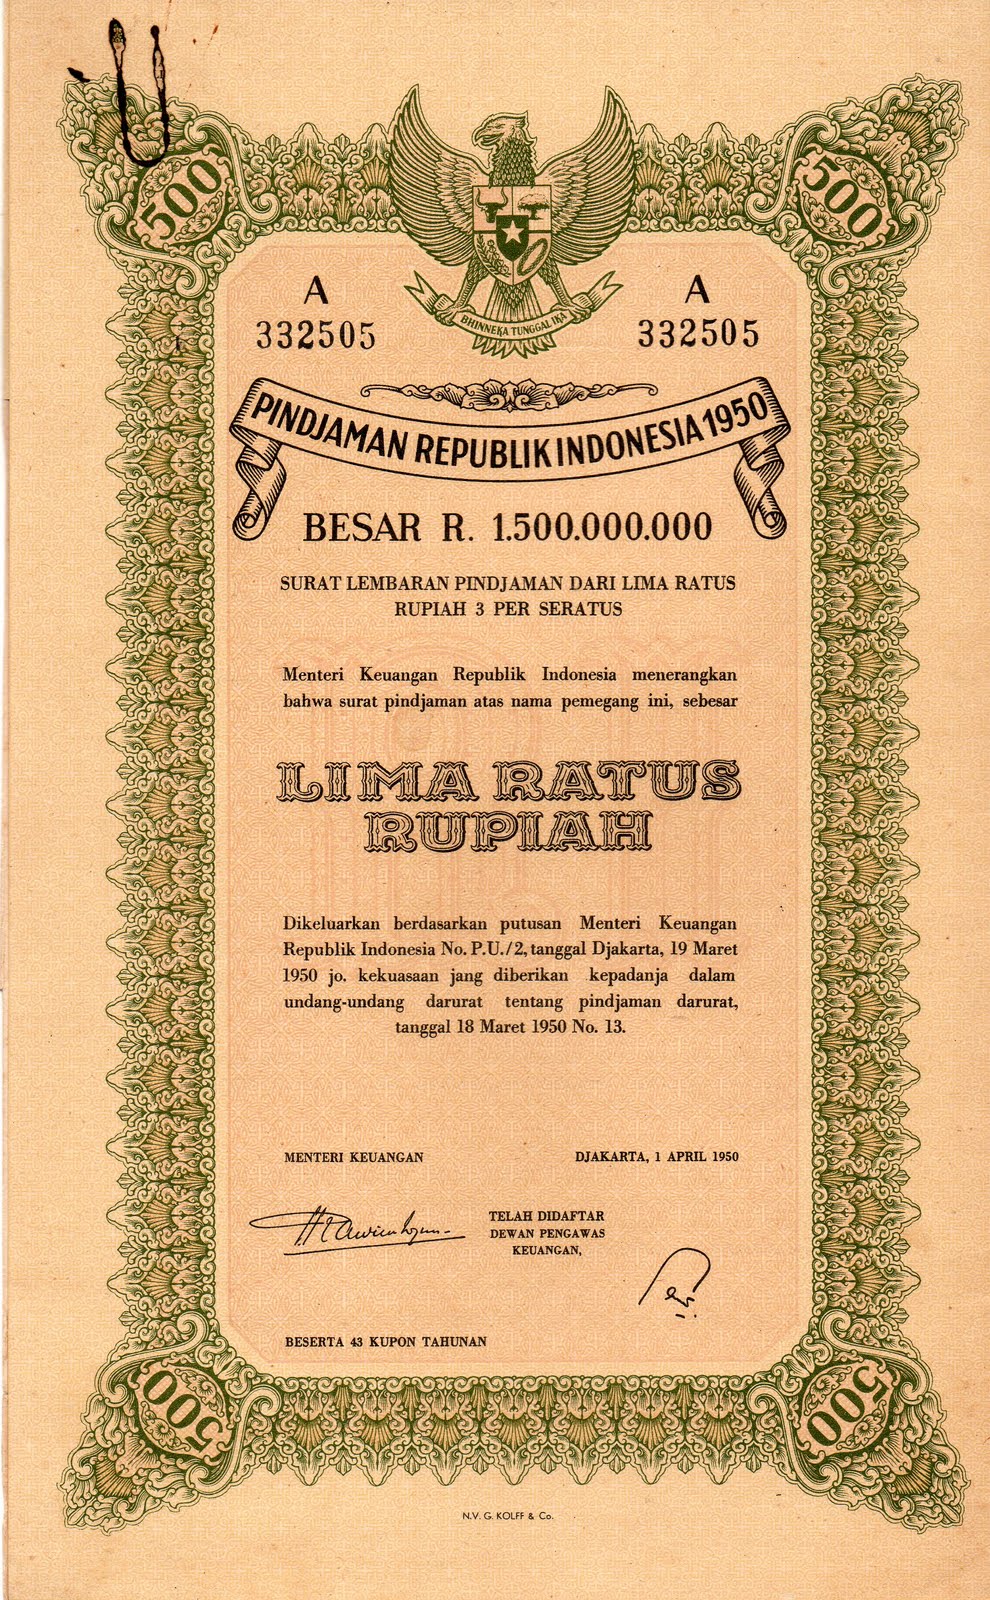 500
500
BHINNEKA TUNGGAL IKA
A
A
332505
332505
PINDJAMAN REPUBLIK INDONESIA 1950
BESAR R. 1.500.000.000
SURAT LEMBARAN PINDJAMAN DARI LIMA RATUS
RUPIAH 3 PER SERATUS
Menteri Keuangan Republik Indonesia menerangkan
bahwa surat pindjaman atas nama pemegang ini, sebesar
LIMA RATUS
RUPIAH
Dikeluarkan berdasarkan putusan Menteri Keuangan
Republik Indonesia No. P.U./2, tanggal Djakarta, 19 Maret
1950 jo. kekuasaan jang diberikan kepadanja dalam
undang-undang darurat tentang pindjaman darurat,
tanggal 18 Maret 1950 No. 13.
MENTERI KEUANGAN
DJAKARTA, 1 APRIL 1950
TELAH DIDAFTAR
DEWAN PENGAWAS
KEUANGAN,
BESERTA 43 KUPON TAHUNAN
500
500
N.V. G. KOLFF & Co.